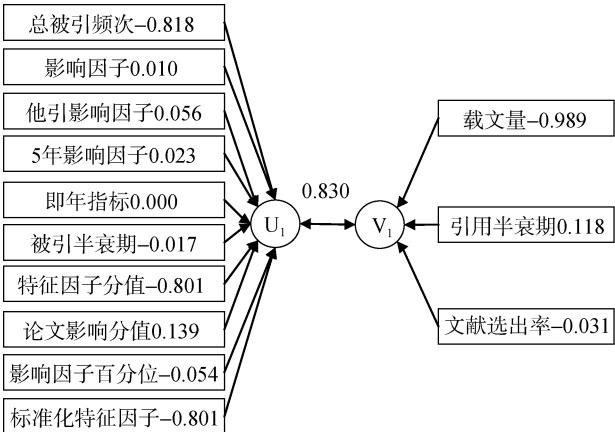 总被引频次–0.818
影响因子0.010
他引影响因子0.056
5年影响因子0.023
即年指标0.000
被引半衰期–0.017
特征因子分值–0.801
论文影响分值0.139
影响因子百分位–0.054
标准化特征因子–0.801
U₁
0.830
V₁
载文量–0.989
引用半衰期0.118
文献选出率–0.031